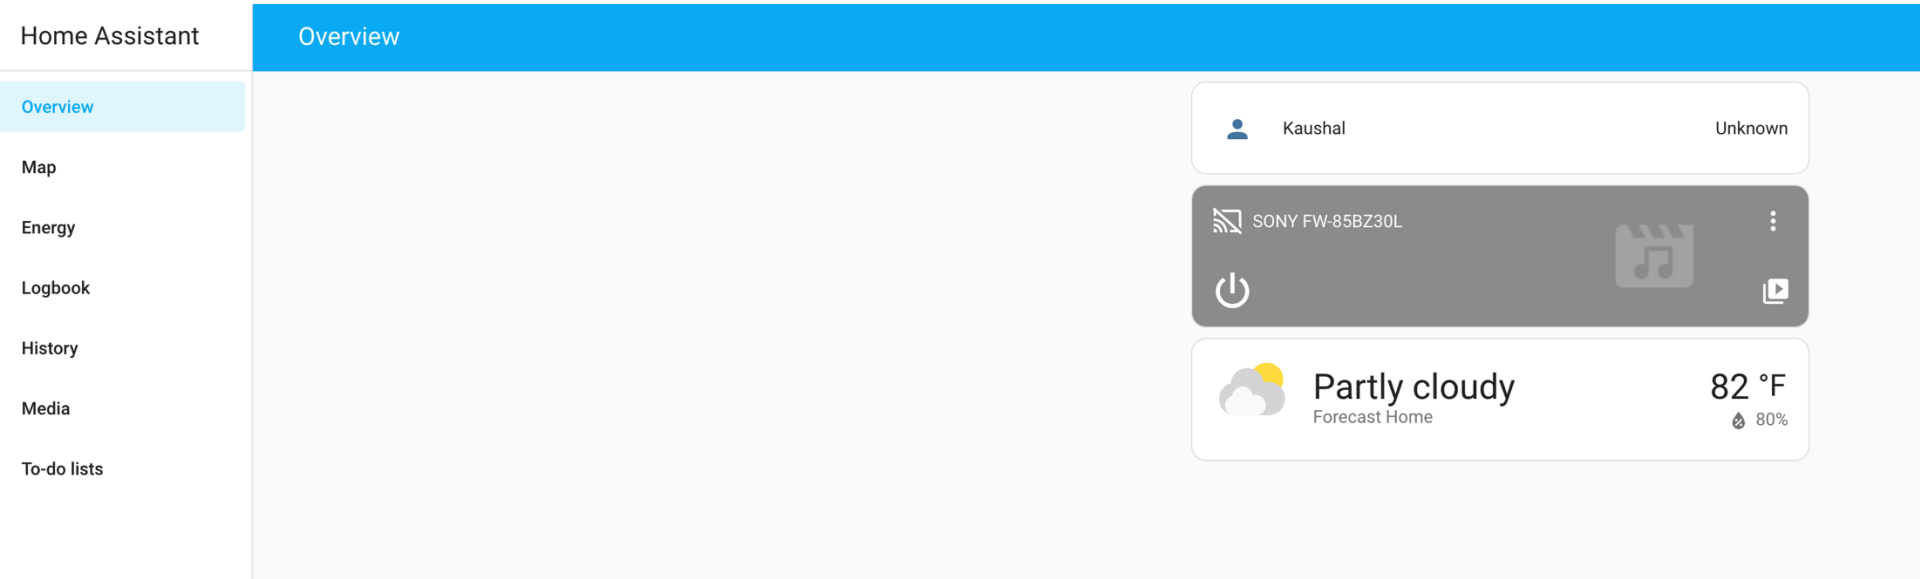 Home Assistant
Overview
Overview
Map
Energy
Logbook
History
Media
To-do lists
Kaushal Unknown
SONY FW-85BZ30L
Partly cloudy 82 °F
Forecast Home 80%